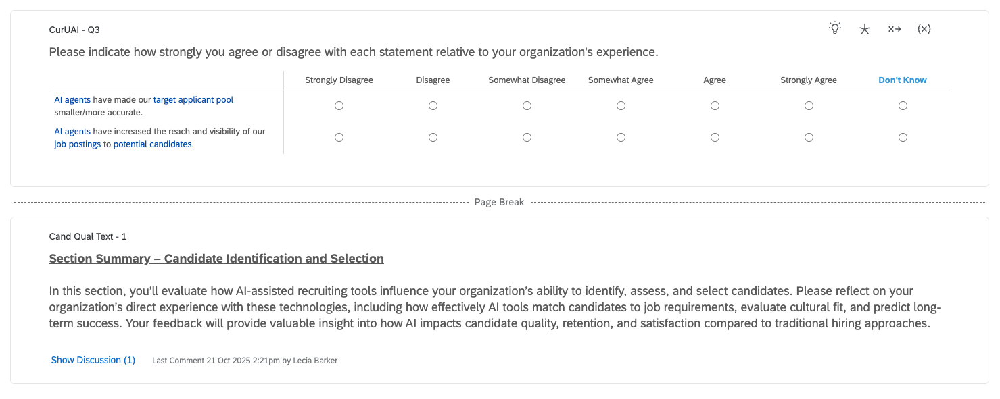 CurUAI - Q3
Please indicate how strongly you agree or disagree with each statement relative to your organization's experience.
Strongly Disagree Disagree Somewhat Disagree Somewhat Agree Agree Strongly Agree Don't Know
AI agents have made our target applicant pool
smaller/more accurate.
AI agents have increased the reach and visibility of our
job postings to potential candidates.
Page Break
Cand Qual Text - 1
Section Summary – Candidate Identification and Selection
In this section, you’ll evaluate how AI-assisted recruiting tools influence your organization’s ability to identify, assess, and select candidates. Please reflect on your
organization’s direct experience with these technologies, including how effectively AI tools match candidates to job requirements, evaluate cultural fit, and predict long-
term success. Your feedback will provide valuable insight into how AI impacts candidate quality, retention, and satisfaction compared to traditional hiring approaches.
Show Discussion (1) Last Comment 21 Oct 2025 2:21pm by Lecia Barker